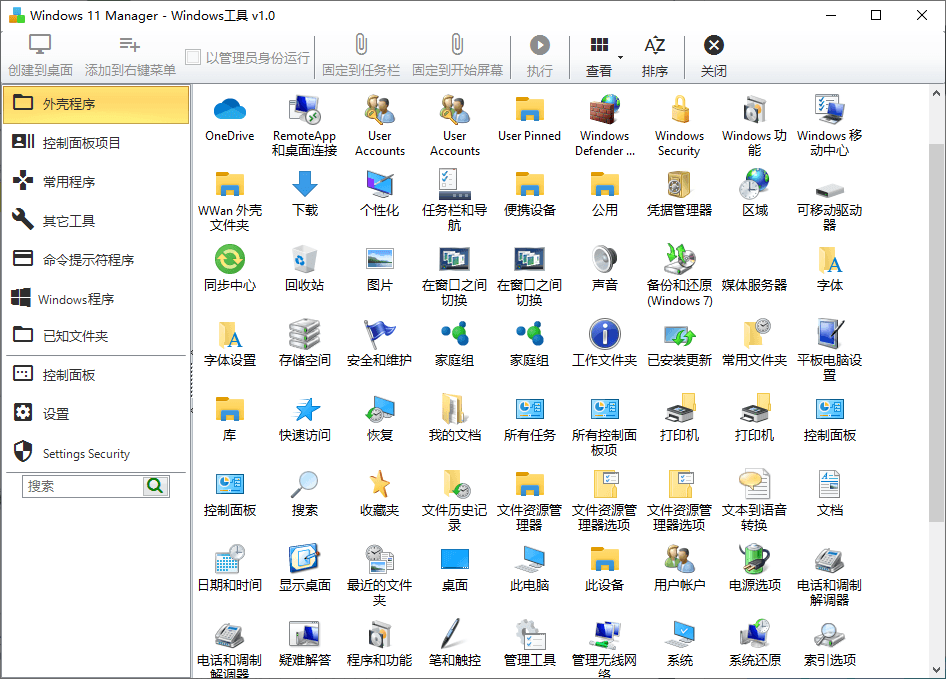 Windows 11 Manager - Windows工具 v1.0
创建到桌面 添加到右键菜单 以管理员身份运行 固定到任务栏 固定到开始屏幕 执行 查看 排序 关闭
外壳程序
控制面板项目
常用程序
其它工具
命令提示符程序
Windows程序
已知文件夹
控制面板
设置
Settings Security
搜索
OneDrive RemoteApp User User User Pinned Windows Windows Windows 功 Windows 移
和桌面连接 Accounts Accounts Defender ... Security 能 动中心
WWan 外壳 下载 个性化 任务栏和导 便携设备 公用 凭据管理器 区域 可移动驱动
文件夹 航 器
同步中心 回收站 图片 在窗口之间 在窗口之间 声音 备份和还原 媒体服务器 字体
切换 切换 (Windows 7)
字体设置 存储空间 安全和维护 家庭组 家庭组 工作文件夹 已安装更新 常用文件夹 平板电脑设
置
库 快速访问 恢复 我的文档 所有任务 所有控制面 打印机 打印机 控制面板
板项
控制面板 搜索 收藏夹 文件历史记 文件资源管 文件资源管 文件资源管 文本到语音 文档
录 理器 理器选项 理器选项 转换
日期和时间 显示桌面 最近的文件 桌面 此电脑 此设备 用户帐户 电源选项 电话和调制
夹 解调器
电话和调制 疑难解答 程序和功能 笔和触控 管理工具 管理无线网 系统 系统还原 索引选项
解调器 络